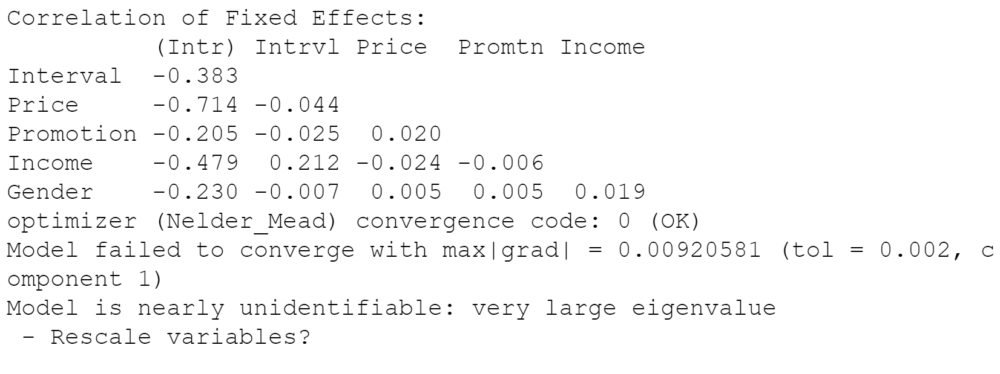 Correlation of Fixed Effects:
          (Intr) Intrvl Price  Promtn Income
Interval  -0.383
Price     -0.714 -0.044
Promotion -0.205 -0.025  0.020
Income    -0.479  0.212 -0.024 -0.006
Gender    -0.230 -0.007  0.005  0.005  0.019
optimizer (Nelder_Mead) convergence code: 0 (OK)
Model failed to converge with max|grad| = 0.00920581 (tol = 0.002, c
omponent 1)
Model is nearly unidentifiable: very large eigenvalue
 - Rescale variables?